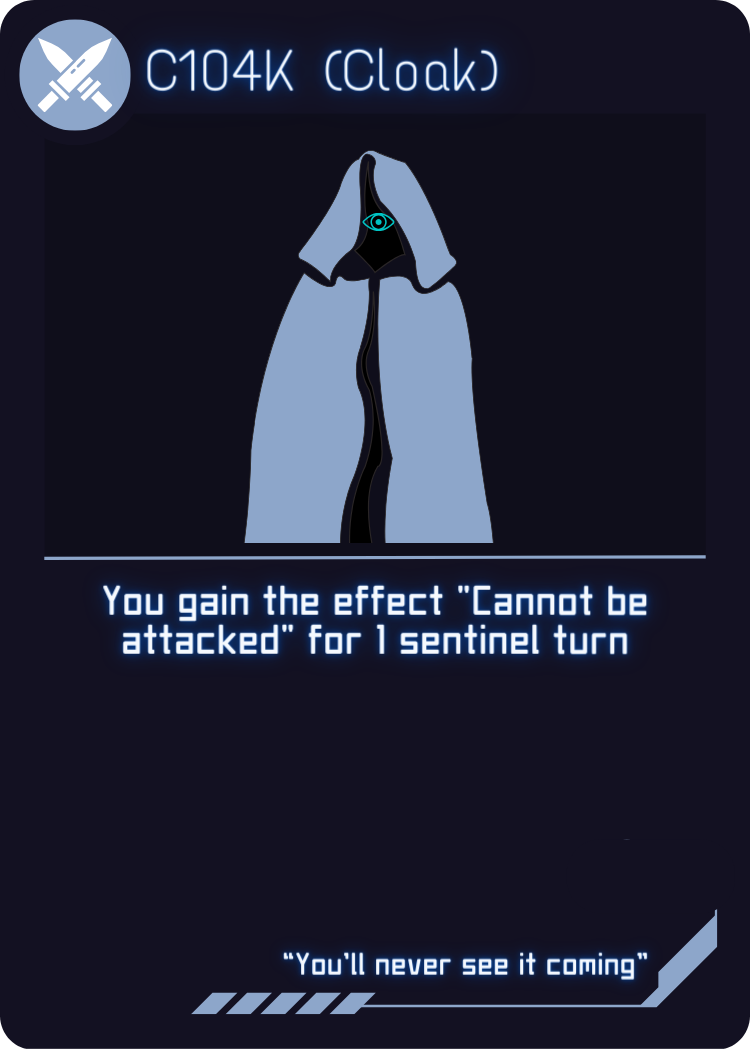 C104K (Cloak)
You gain the effect "Cannot be
attacked" for 1 sentinel turn
“You’ll never see it coming”